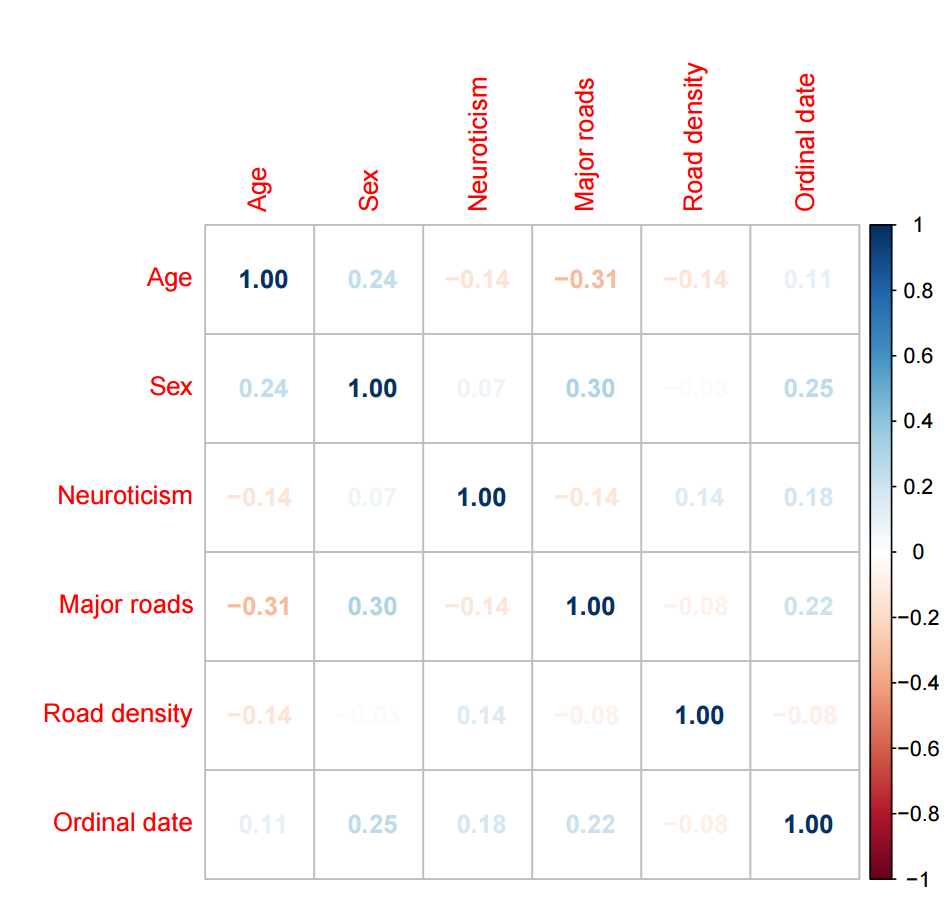 Age Sex Neuroticism Major roads Road density Ordinal date
Age 1.00 0.24 −0.14 −0.31 −0.14 0.11
Sex 0.24 1.00 0.07 0.30 −0.03 0.25
Neuroticism −0.14 0.07 1.00 −0.14 0.14 0.18
Major roads −0.31 0.30 −0.14 1.00 −0.08 0.22
Road density −0.14 −0.03 0.14 −0.08 1.00 −0.08
Ordinal date 0.11 0.25 0.18 0.22 −0.08 1.00
1
0.8
0.6
0.4
0.2
0
−0.2
−0.4
−0.6
−0.8
−1